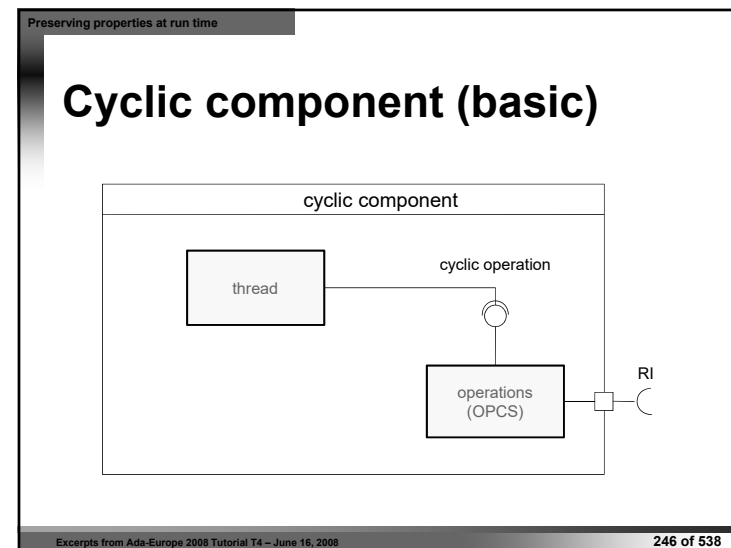 Preserving properties at run time
Cyclic component (basic)
cyclic component
thread
cyclic operation
operations
(OPCS)
RI
Excerpts from Ada-Europe 2008 Tutorial T4 – June 16, 2008
246 of 538